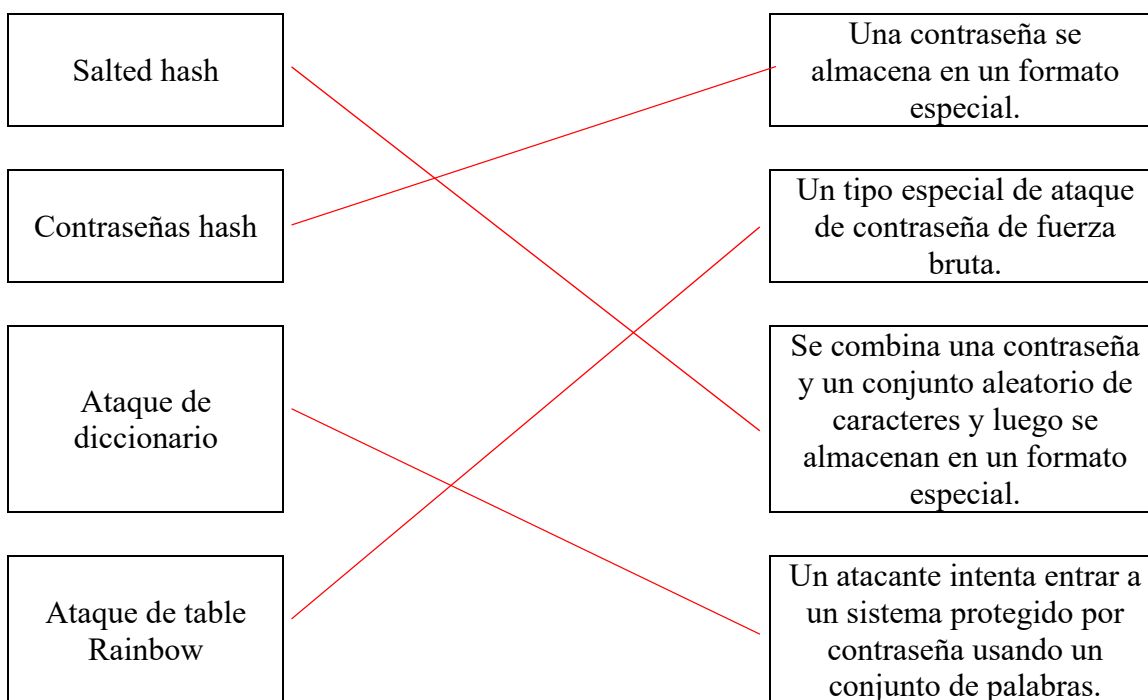 Salted hash
Una contraseña se
almacena en un formato
especial.
Contraseñas hash
Un tipo especial de ataque
de contraseña de fuerza
bruta.
Ataque de
diccionario
Se combina una contraseña
y un conjunto aleatorio de
caracteres y luego se
almacenan en un formato
especial.
Ataque de table
Rainbow
Un atacante intenta entrar a
un sistema protegido por
contraseña usando un
conjunto de palabras.